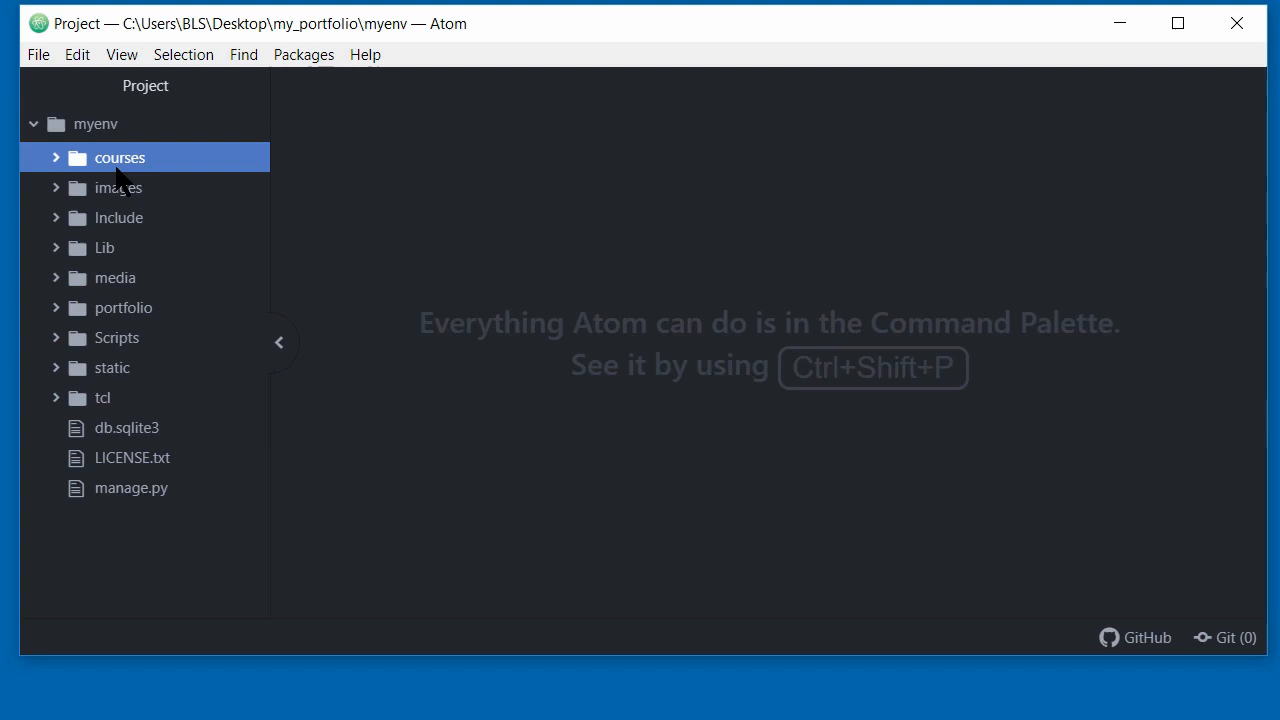 Project — C:\Users\BLS\Desktop\my_portfolio\myenv — Atom
File Edit View Selection Find Packages Help
Project
myenv
courses
images
Include
Lib
media
portfolio
Scripts
static
tcl
db.sqlite3
LICENSE.txt
manage.py
Everything Atom can do is in the Command Palette.
See it by using Ctrl+Shift+P
GitHub Git (0)